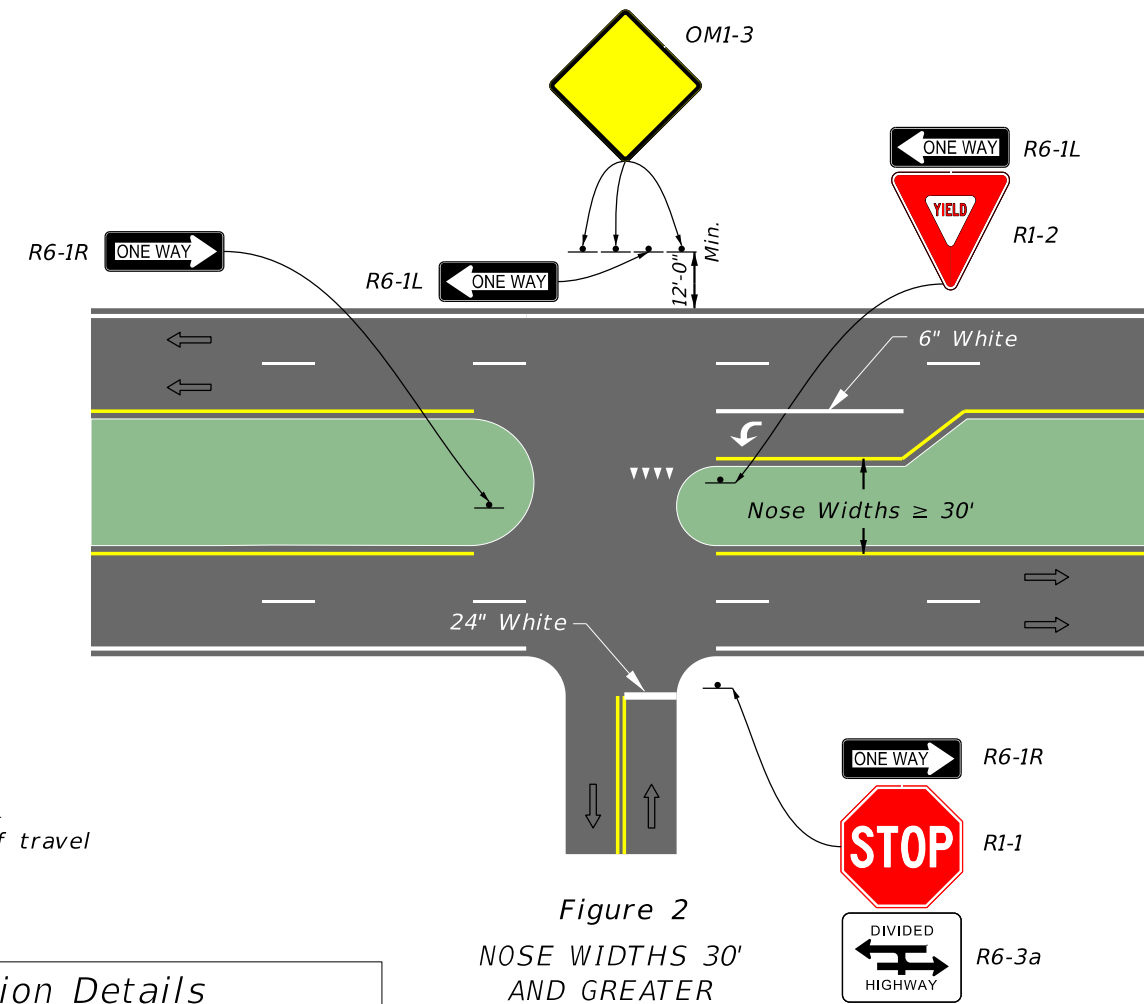 OM1-3
ONE WAY
R6-1L
YIELD
R1-2
R6-1R
ONE WAY
R6-1L
ONE WAY
12'-0"
Min.
6" White
Nose Widths ≥ 30'
24" White
ONE WAY
R6-1R
STOP
R1-1
DIVIDED
HIGHWAY
R6-3a
travel
Figure 2
NOSE WIDTHS 30'
AND GREATER
Details